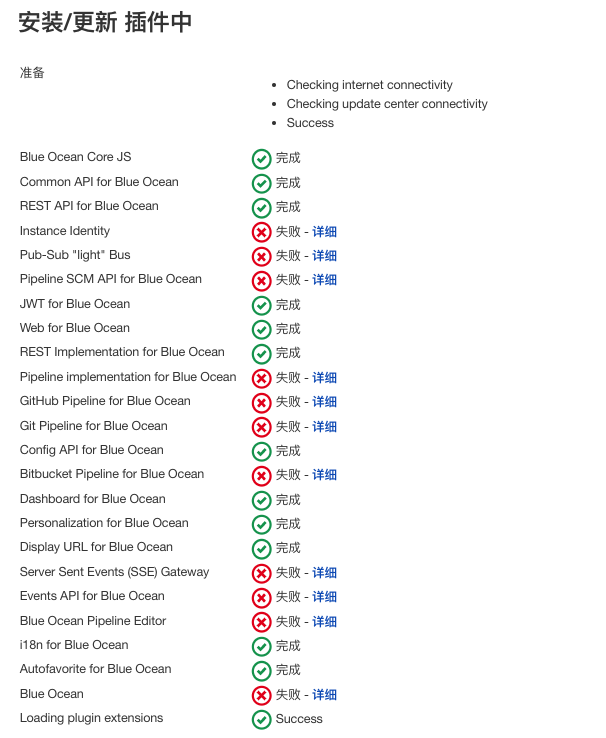 安装/更新 插件中
准备
Checking internet connectivity
Checking update center connectivity
Success
Blue Ocean Core JS 完成
Common API for Blue Ocean 完成
REST API for Blue Ocean 完成
Instance Identity 失败 - 详细
Pub-Sub "light" Bus 失败 - 详细
Pipeline SCM API for Blue Ocean 失败 - 详细
JWT for Blue Ocean 完成
Web for Blue Ocean 完成
REST Implementation for Blue Ocean 完成
Pipeline implementation for Blue Ocean 失败 - 详细
GitHub Pipeline for Blue Ocean 失败 - 详细
Git Pipeline for Blue Ocean 失败 - 详细
Config API for Blue Ocean 完成
Bitbucket Pipeline for Blue Ocean 失败 - 详细
Dashboard for Blue Ocean 完成
Personalization for Blue Ocean 完成
Display URL for Blue Ocean 完成
Server Sent Events (SSE) Gateway 失败 - 详细
Events API for Blue Ocean 失败 - 详细
Blue Ocean Pipeline Editor 失败 - 详细
i18n for Blue Ocean 完成
Autofavorite for Blue Ocean 完成
Blue Ocean 失败 - 详细
Loading plugin extensions Success